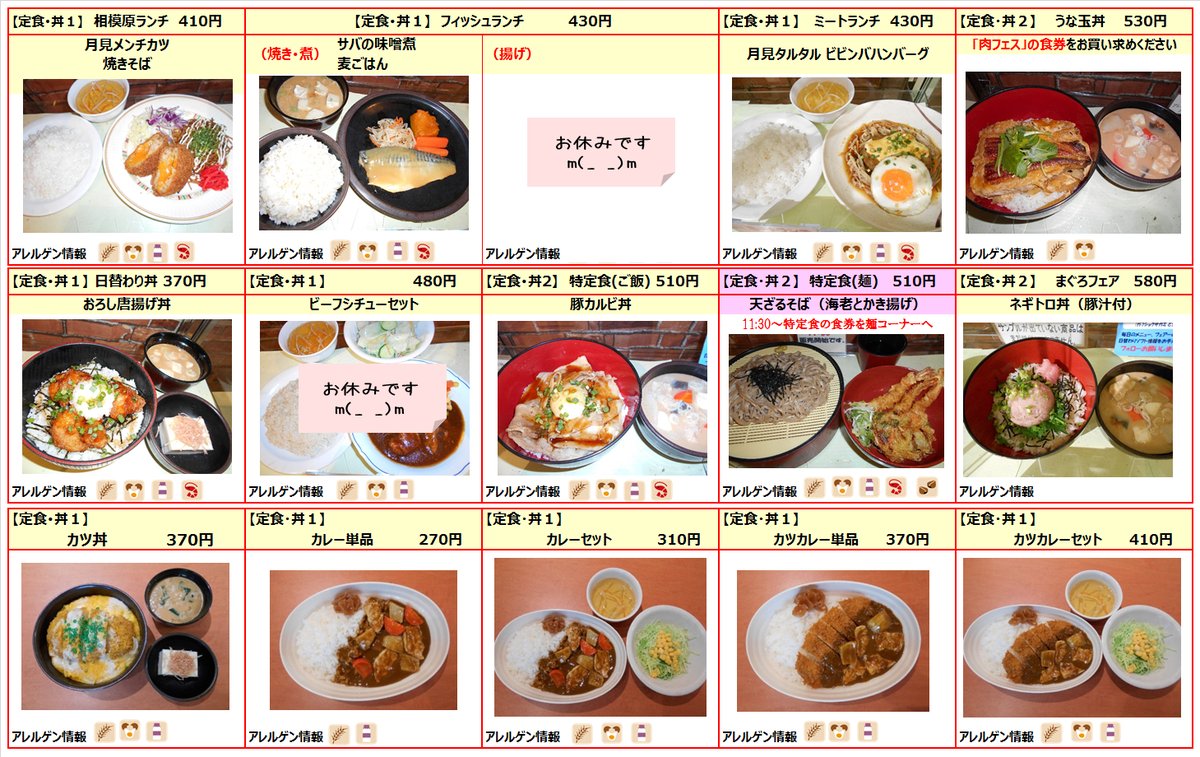 【定食・丼１】 相模原ランチ 410円
月見メンチカツ
焼きそば
アレルゲン情報
【定食・丼１】 フィッシュランチ 430円
（焼き・煮）
サバの味噌煮
麦ごはん
アレルゲン情報
（揚げ）
お休みです
m(_ _)m
アレルゲン情報
【定食・丼１】 ミートランチ 430円
月見タルタル ビビンバハンバーグ
アレルゲン情報
【定食・丼２】 うな玉丼 530円
「肉フェス」の食券をお買い求めください
アレルゲン情報
【定食・丼１】 日替わり丼 370円
おろし唐揚げ丼
アレルゲン情報
【定食・丼１】 480円
ビーフシチューセット
お休みです
m(_ _)m
アレルゲン情報
【定食・丼2】 特定食(ご飯) 510円
豚カルビ丼
アレルゲン情報
【定食・丼２】 特定食(麺) 510円
天ざるそば（海老とかき揚げ）
11:30～特定食の食券を麺コーナーへ
販売開始です。
アレルゲン情報
【定食・丼２】 まぐろフェア 580円
ネギトロ丼（豚汁付）
アレルゲン情報
【定食・丼１】
カツ丼 370円
アレルゲン情報
【定食・丼１】
カレー単品 270円
アレルゲン情報
【定食・丼１】
カレーセット 310円
アレルゲン情報
【定食・丼１】
カツカレー単品 370円
アレルゲン情報
【定食・丼１】
カツカレーセット 410円
アレルゲン情報